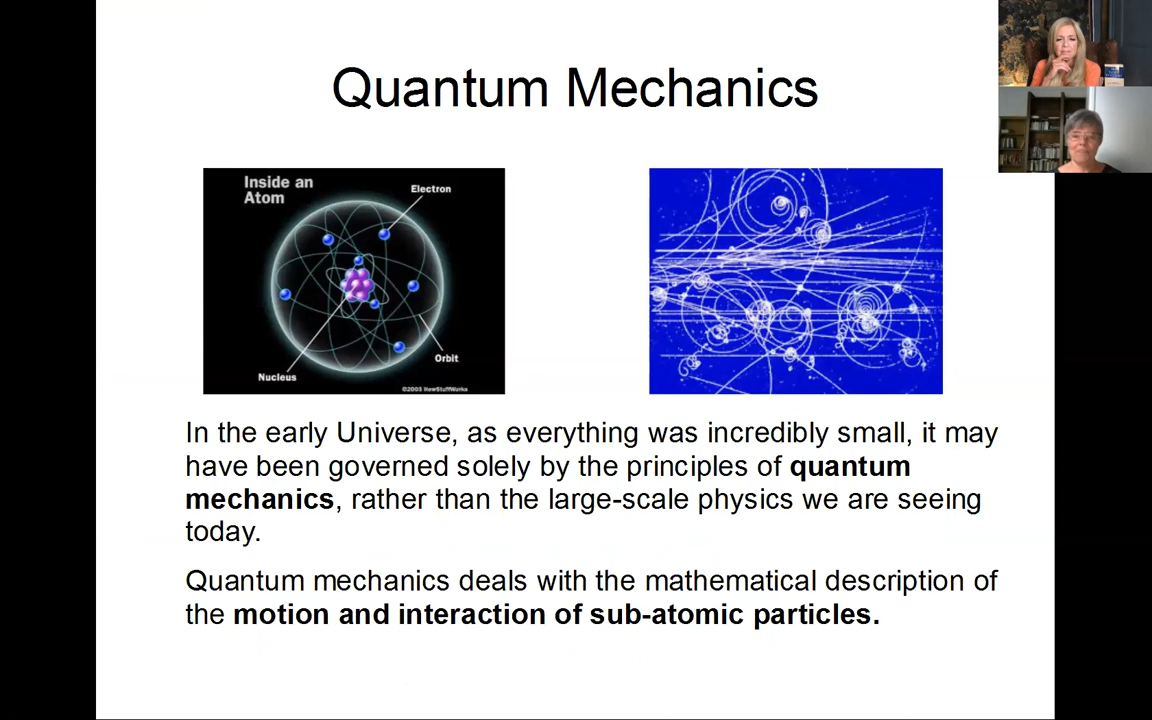 Quantum Mechanics
Inside an
Atom
Electron
Orbit
Nucleus
©2003 HowStuffWorks
In the early Universe, as everything was incredibly small, it may
have been governed solely by the principles of quantum
mechanics, rather than the large-scale physics we are seeing
today.
Quantum mechanics deals with the mathematical description of
the motion and interaction of sub-atomic particles.